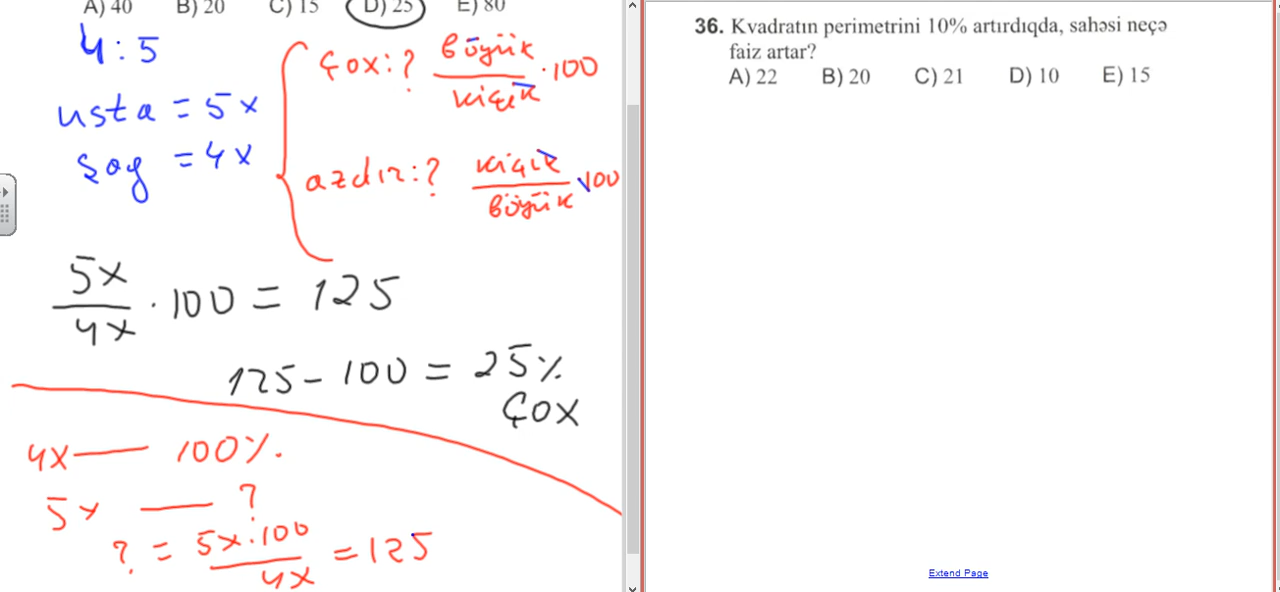 A) 40 B) 20 C) 15 D) 25 E) 80
4 : 5
usta = 5x
şag = 4x
çox : ? böyük / kiçik · 100
azdır : ? kiçik / böyük · 100
5x / 4x · 100 = 125
125 - 100 = 25%
çox
4x — 100%.
5x — ?
? = 5x · 100 / 4x = 125
36. Kvadratın perimetrini 10% artırdıqda, sahəsi neçə
faiz artar?
A) 22 B) 20 C) 21 D) 10 E) 15
Extend Page